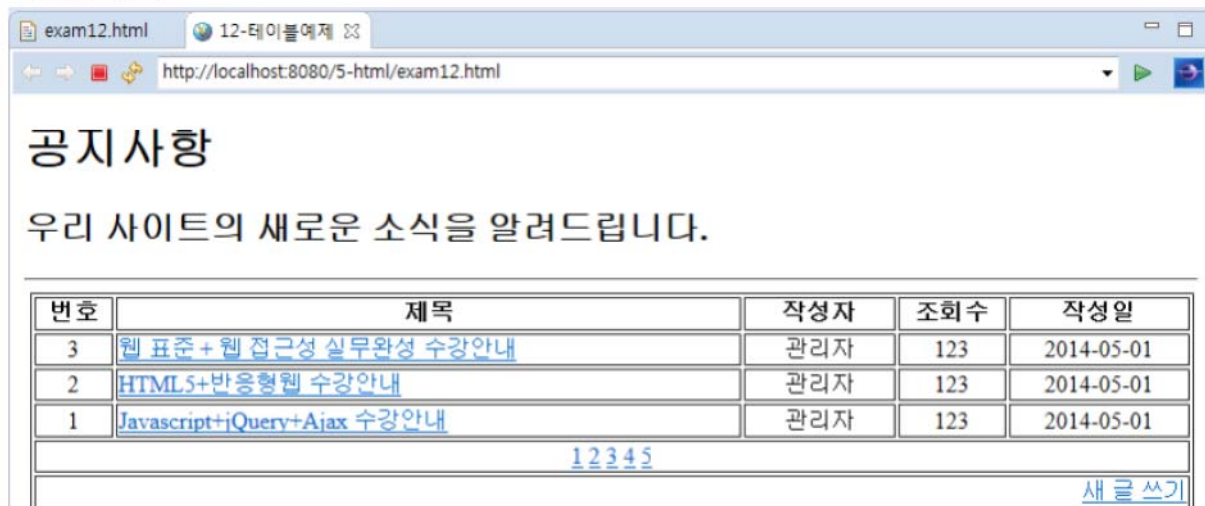 exam12.html 12-테이블예제
http://localhost:8080/5-html/exam12.html
공지사항
우리 사이트의 새로운 소식을 알려드립니다.
번호 제목 작성자 조회수 작성일
3 웹 표준+웹 접근성 실무완성 수강안내 관리자 123 2014-05-01
2 HTML5+반응형웹 수강안내 관리자 123 2014-05-01
1 Javascript+jQuery+Ajax 수강안내 관리자 123 2014-05-01
1 2 3 4 5
새 글 쓰기